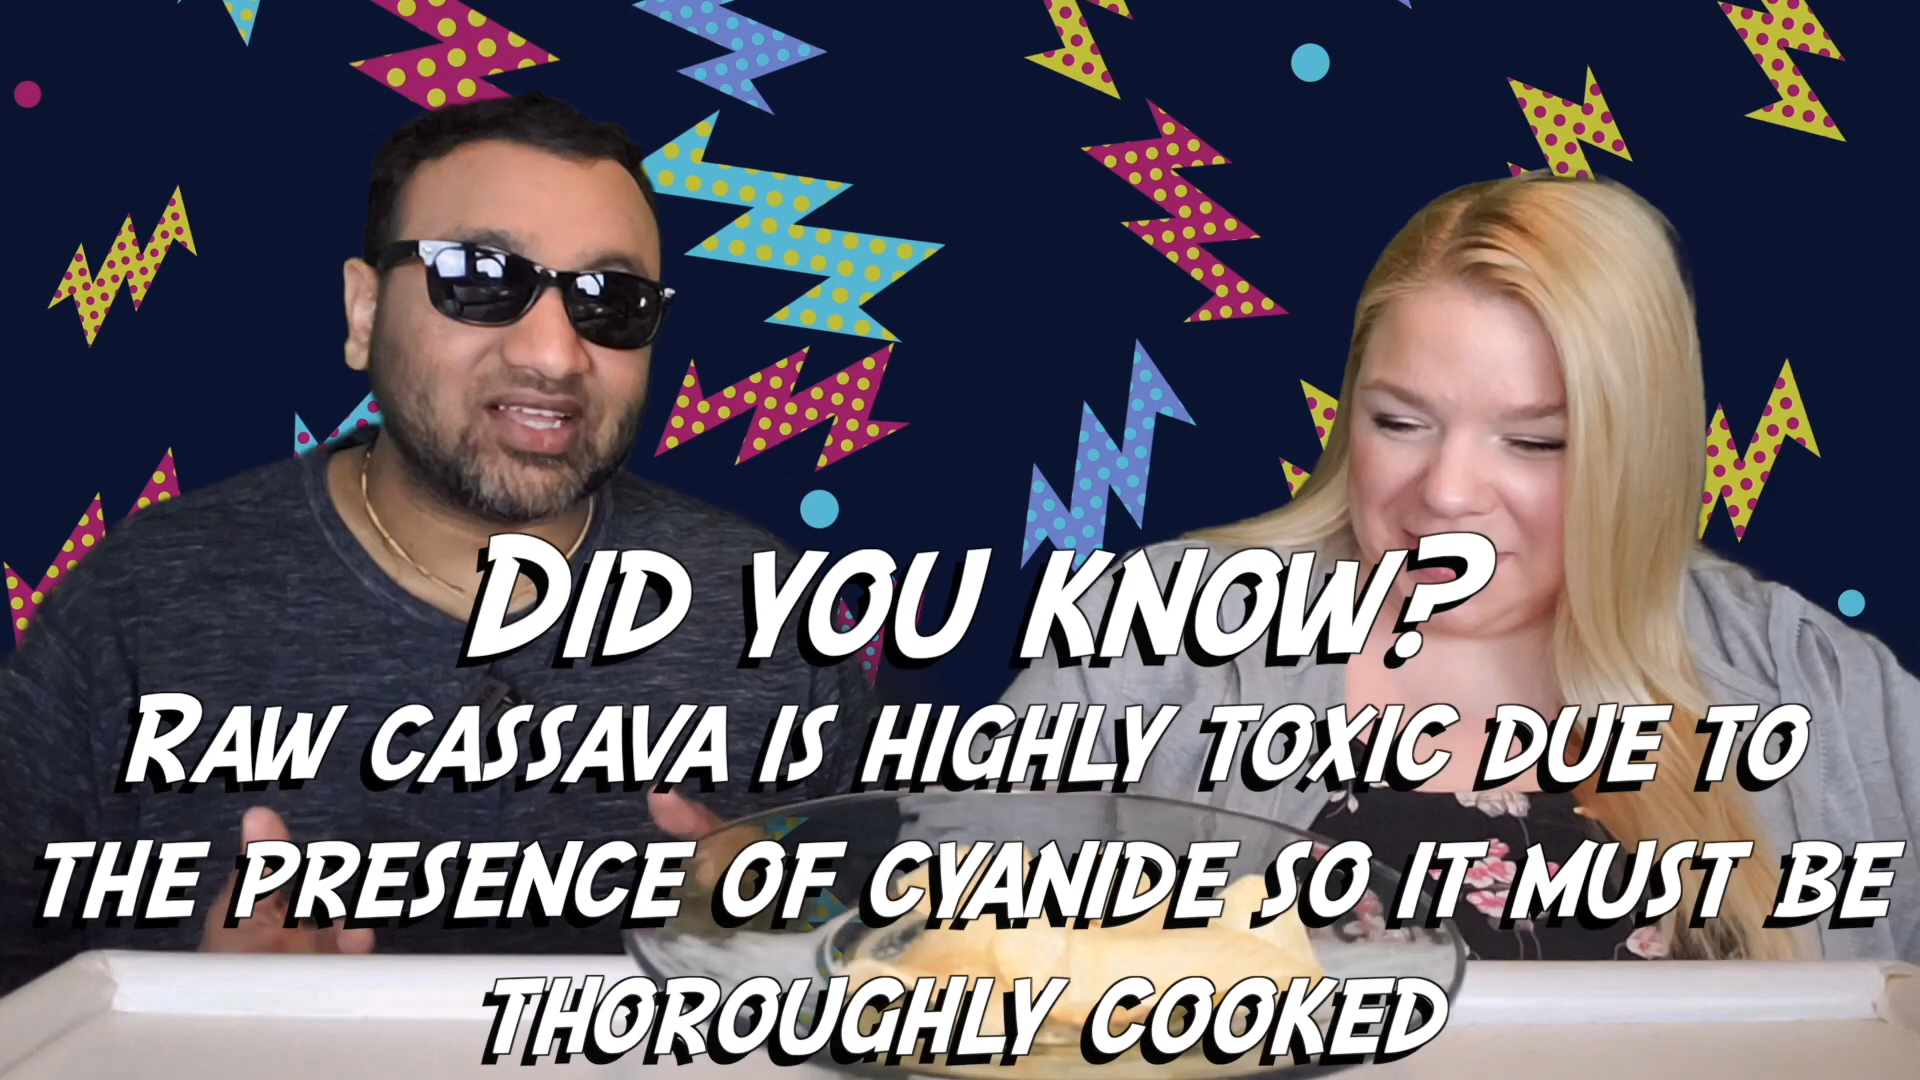 Did you know?
Raw cassava is highly toxic due to
the presence of cyanide so it must be
thoroughly cooked